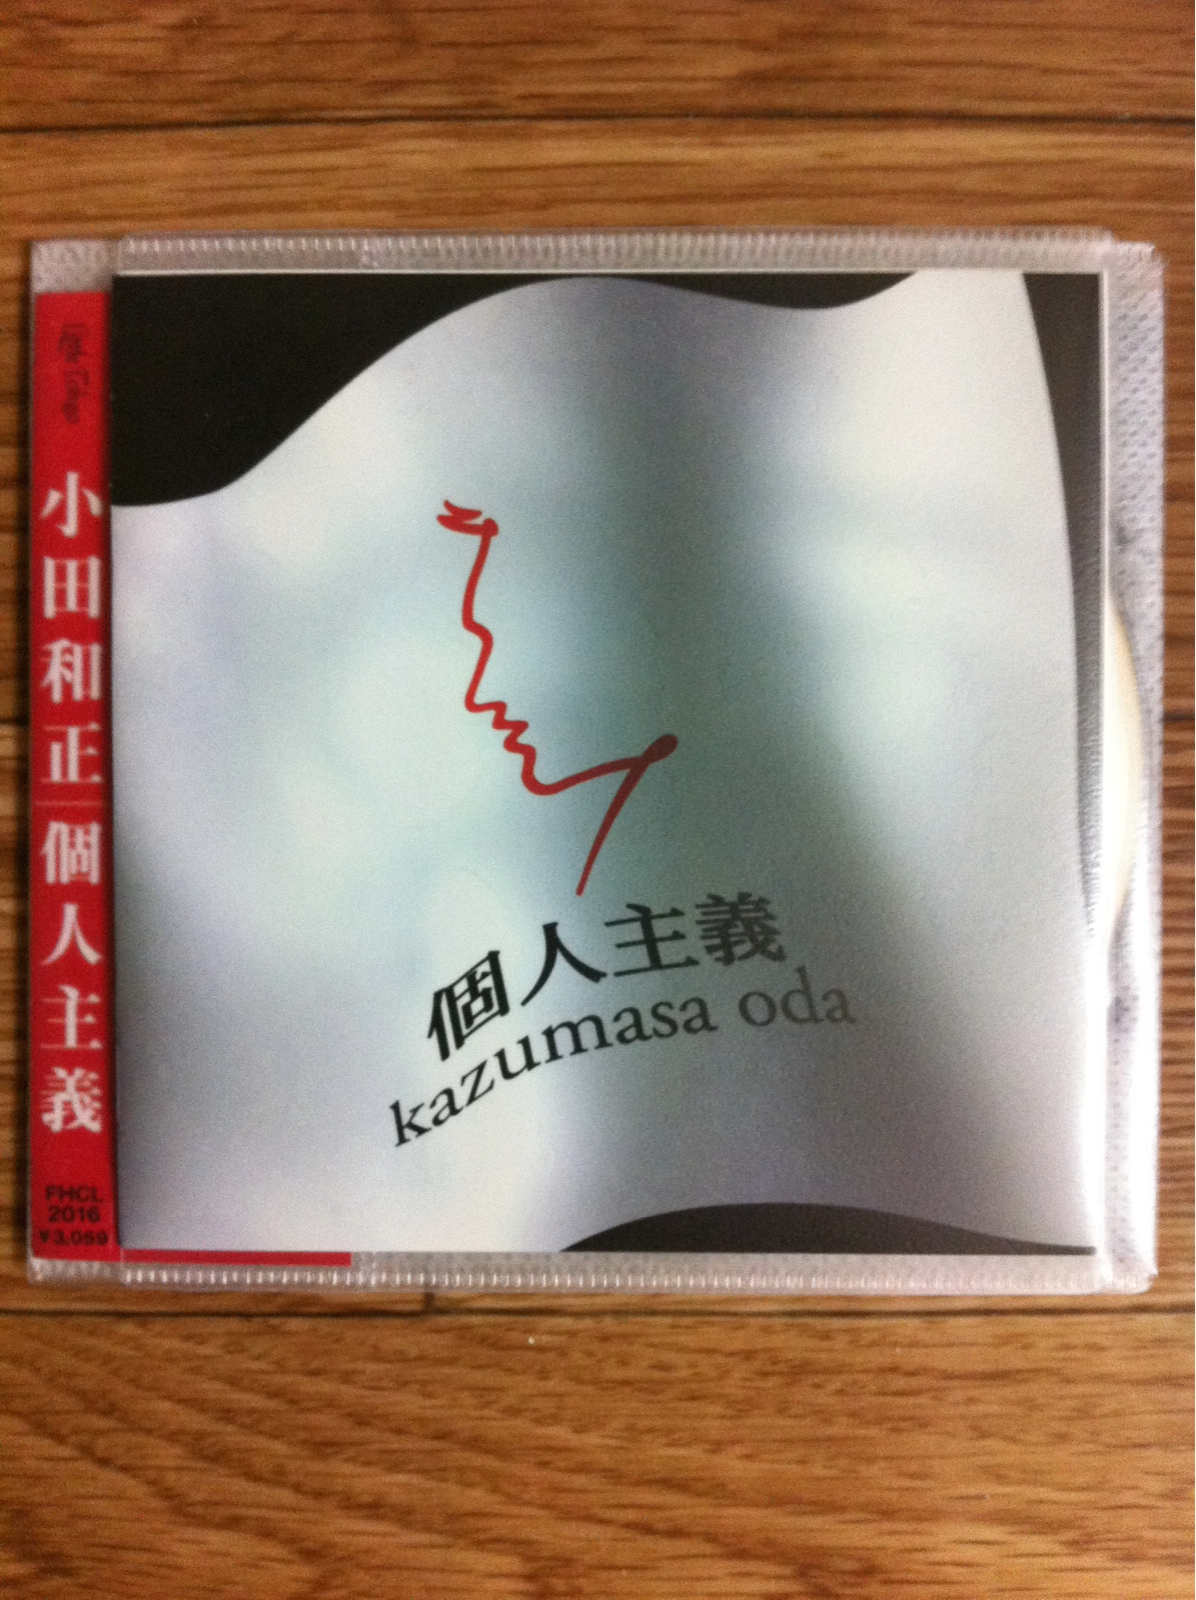 小田和正 個人主義
FHCL
2016
¥3,059
個人主義
kazumasa oda